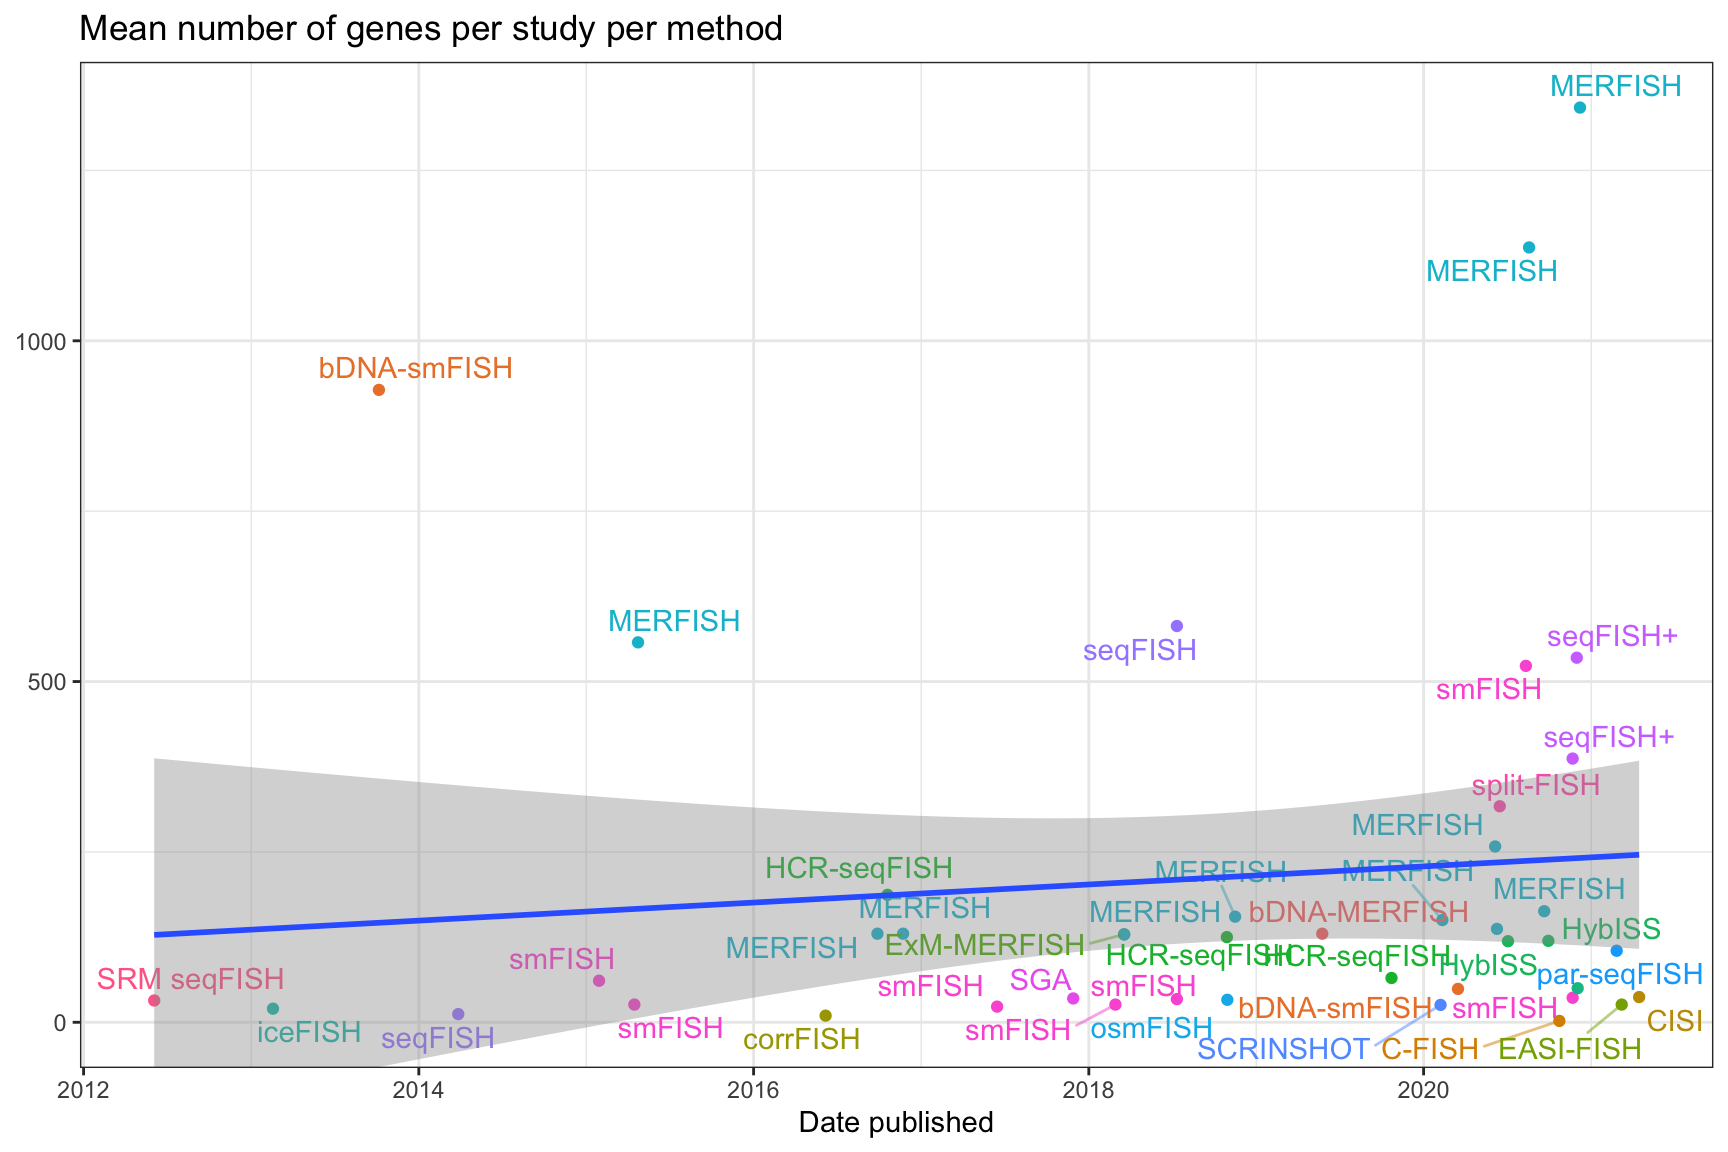 Mean number of genes per study per method
MERFISH
MERFISH
1000
bDNA-smFISH
MERFISH
seqFISH+
seqFISH
500
smFISH
seqFISH+
split-FISH
MERFISH
HCR-seqFISH
MERFISH
MERFISH
MERFISH
MERFISH
MERFISH
bDNA-MERFISH
HybISS
MERFISH
ExM-MERFISH
HCR-seqFISH
HCR-seqFISH
smFISH
HybISS
par-seqFISH
SRM seqFISH
SGA
smFISH
smFISH
bDNA-smFISH
smFISH
0
iceFISH
seqFISH
smFISH
corrFISH
smFISH
osmFISH
CISI
SCRINSHOT
C-FISH
EASI-FISH
2012
2014
2016
2018
2020
Date published